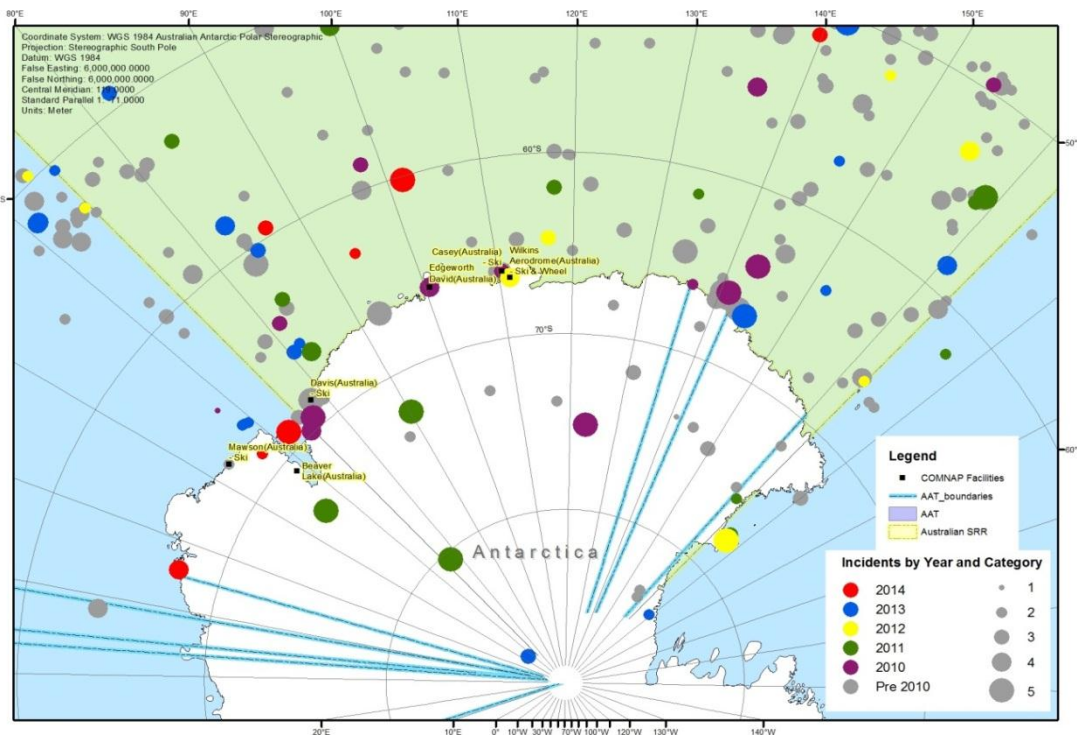 80°E
90°E
100°E
110°E
120°E
130°E
140°E
150°E
Coordinate System: WGS 1984 Australian Antarctic Polar Stereographic
Projection: Stereographic South Pole
Datum: WGS 1984
False Easting: 6,000,000.0000
False Northing: 6,000,000.0000
Central Meridian: 110.0000
Standard Parallel 1: -71.0000
Units: Meter
60°S
50°
S
Casey(Australia)
- Ski
Wilkins
Aerodrome(Australia)
- Ski & Wheel
Edgeworth
David(Australia)
70°S
Davis(Australia)
- Ski
Mawson(Australia)
- Ski
Beaver
Lake(Australia)
60°
Antarctica
Legend
COMNAP Facilities
AAT_boundaries
AAT
Australian SRR
Incidents by Year and Category
2014
2013
2012
2011
2010
Pre 2010
1
2
3
4
5
20°E
10°E
0°
10°W
30°W
70°W
100°W
120°W
130°W
140°W